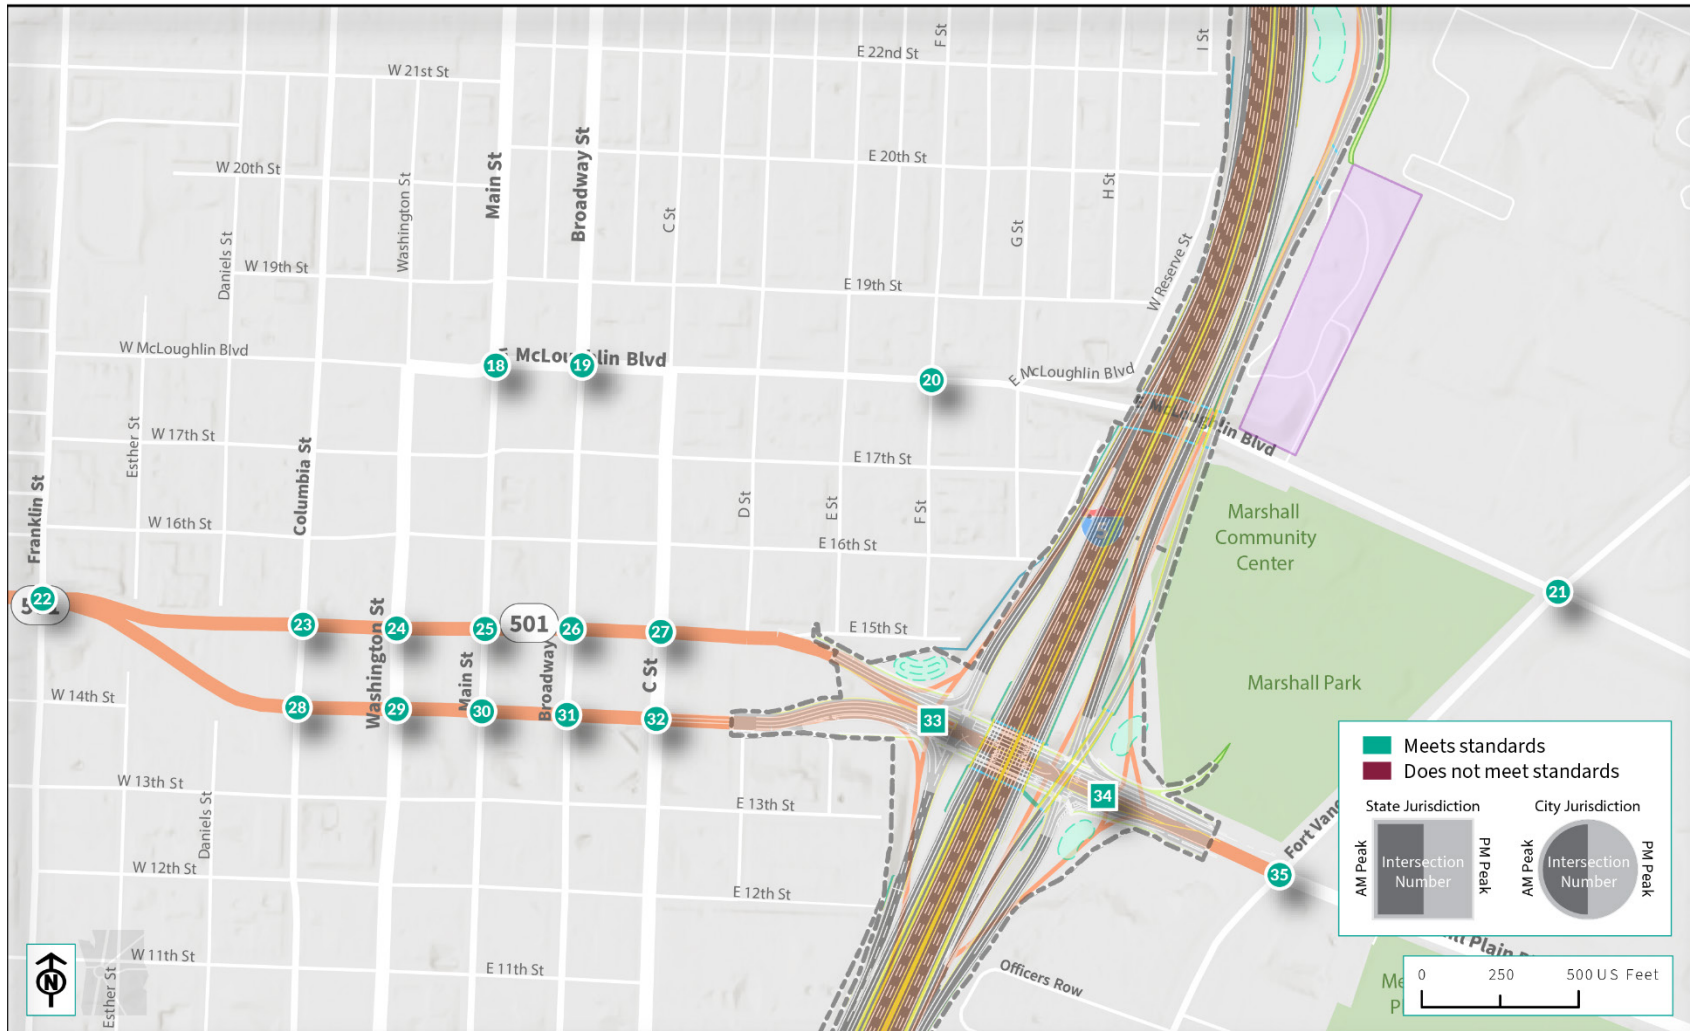 E 22nd St
F St
I St
W 21st St
Main St
Broadway St
E 20th St
W 20th St
Washington St
C St
H St
G St
Daniels St
W 19th St
E 19th St
W Reserve St
W McLoughlin Blvd
18
McLoughlin Blvd
19
20
E McLoughlin Blvd
E McLoughlin Blvd
Esther St
W 17th St
Columbia St
E 17th St
Franklin St
W 16th St
D St
E St
F St
E 16th St
Marshall
Community
Center
21
22
23
24
25
501
26
27
E 15th St
Washington St
Main St
Broadway
C St
W 14th St
28
29
30
31
32
33
Marshall Park
34
W 13th St
Daniels St
E 13th St
Fort Vanc
35
W 12th St
E 12th St
W 11th St
Esther St
E 11th St
Officers Row
Plain
N
Meets standards
Does not meet standards
State Jurisdiction
City Jurisdiction
AM Peak
Intersection
Number
PM Peak
AM Peak
Intersection
Number
PM Peak
0
250
500 US Feet